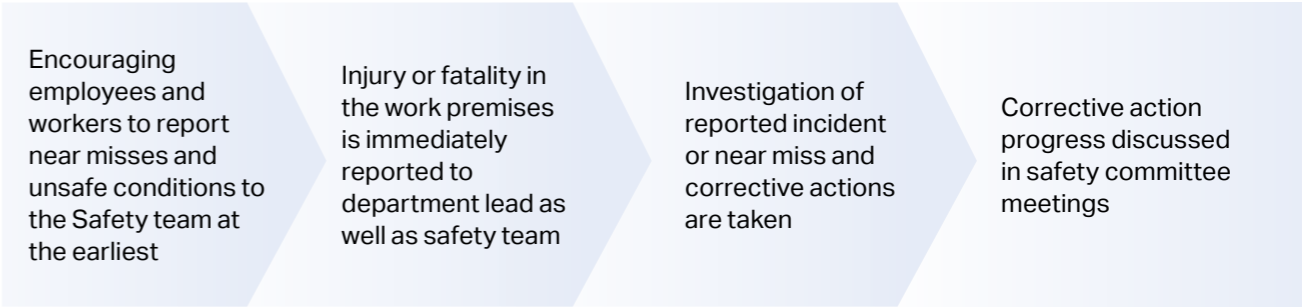 Encouraging
employees and
workers to report
near misses and
unsafe conditions to
the Safety team at
the earliest
Injury or fatality in
the work premises
is immediately
reported to
department lead as
well as safety team
Investigation of
reported incident
or near miss and
corrective actions
are taken
Corrective action
progress discussed
in safety committee
meetings